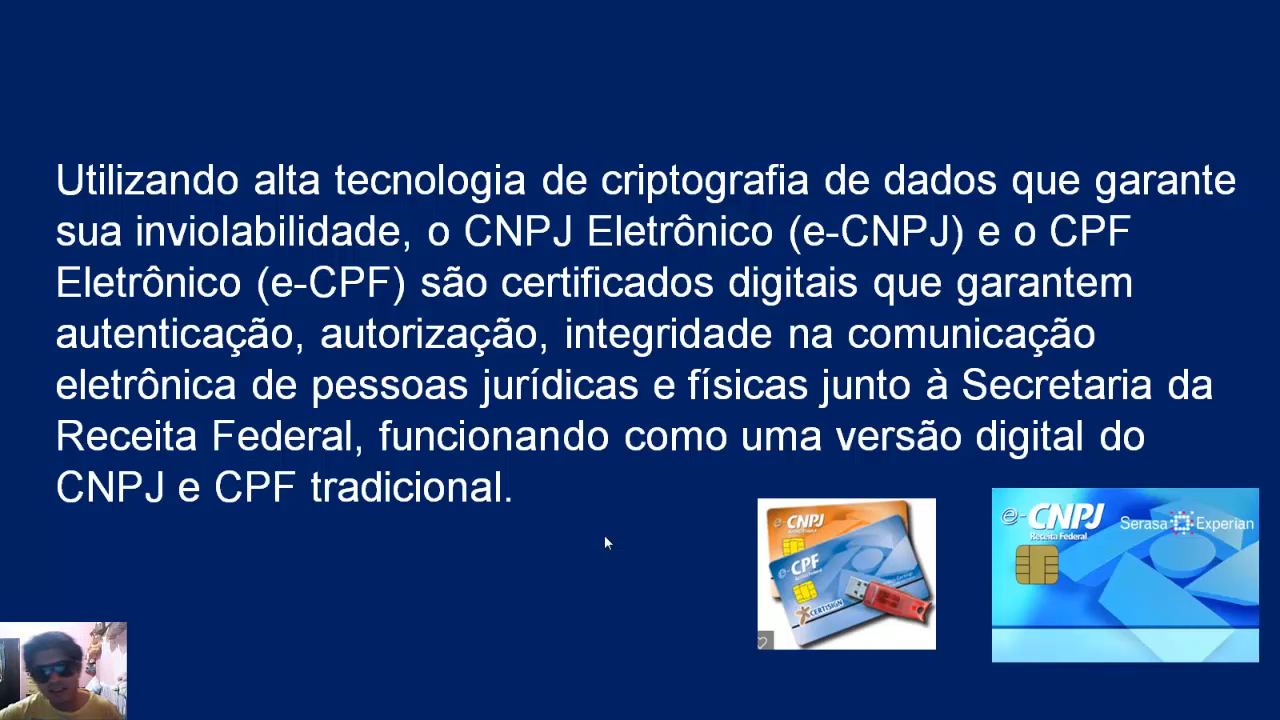 Utilizando alta tecnologia de criptografia de dados que garante
sua inviolabilidade, o CNPJ Eletrônico (e-CNPJ) e o CPF
Eletrônico (e-CPF) são certificados digitais que garantem
autenticação, autorização, integridade na comunicação
eletrônica de pessoas jurídicas e físicas junto à Secretaria da
Receita Federal, funcionando como uma versão digital do
CNPJ e CPF tradicional.
e-CNPJ
e-CPF
CERTISIGN
e-CNPJ
Receita Federal
Serasa Experian